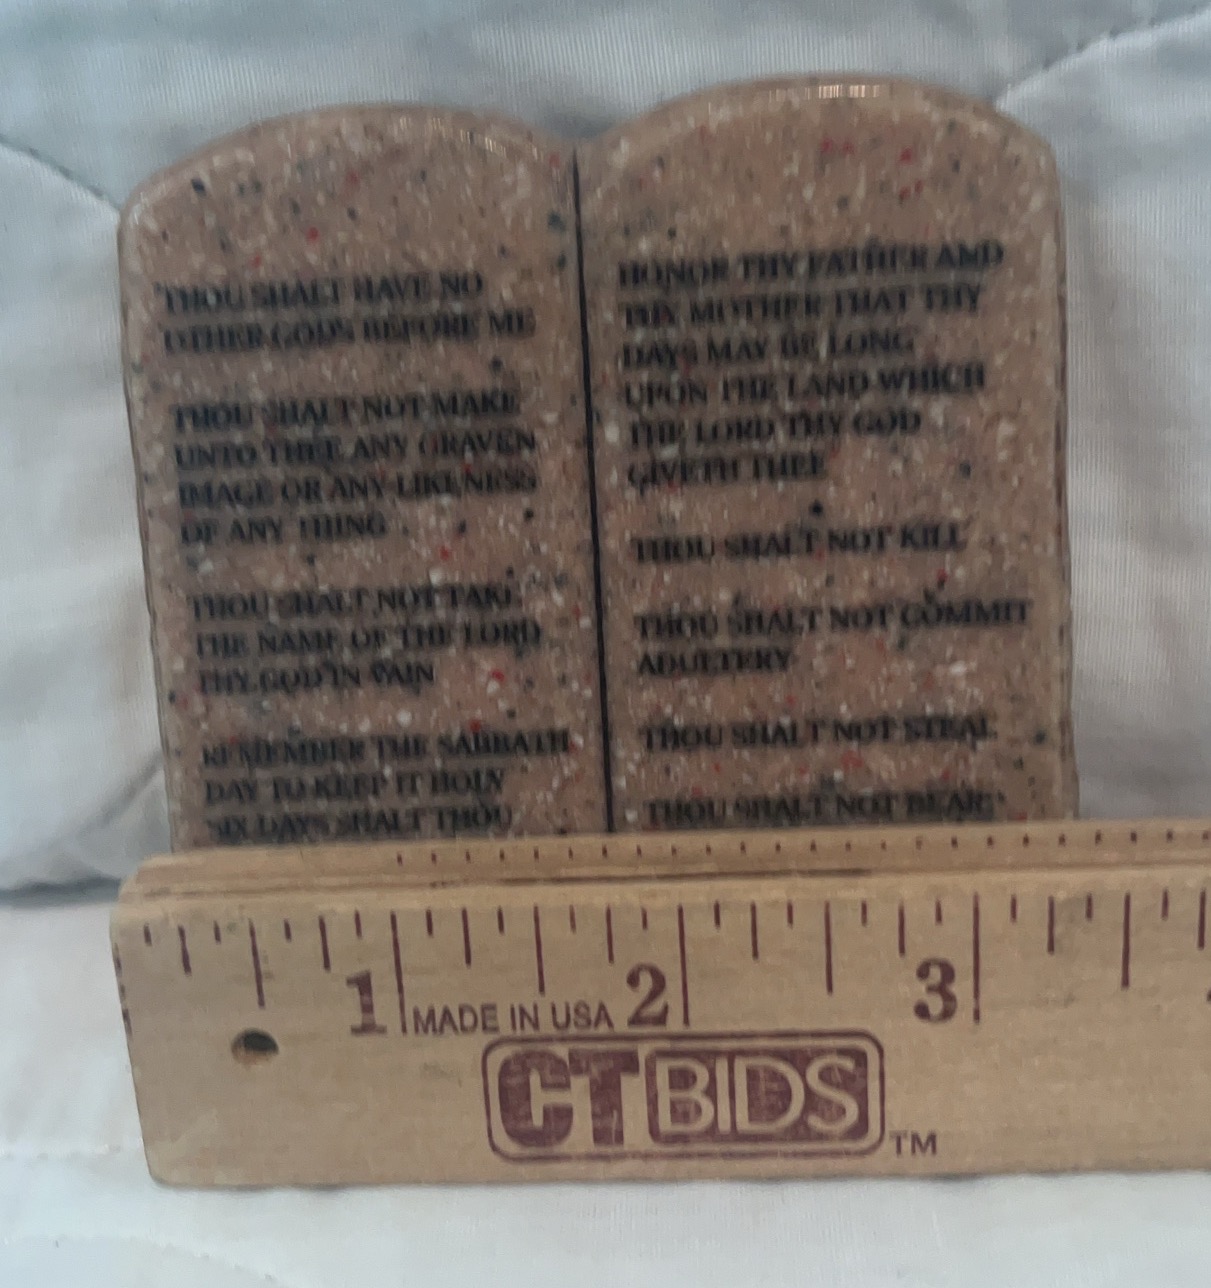 THOU SHALT HAVE NO
OTHER GODS BEFORE ME
THOU SHALT NOT MAKE
UNTO THEE ANY GRAVEN
IMAGE OR ANY LIKENESS
OF ANY THING
THOU SHALT NOT TAKE
THE NAME OF THE LORD
THY GOD IN VAIN
REMEMBER THE SABBATH
DAY TO KEEP IT HOLY
SIX DAYS SHALT THOU
HONOR THY FATHER AND
THY MOTHER THAT THY
DAYS MAY BE LONG
UPON THE LAND WHICH
THE LORD THY GOD
GIVETH THEE
THOU SHALT NOT KILL
THOU SHALT NOT COMMIT
ADULTERY
THOU SHALT NOT STEAL
THOU SHALT NOT BEAR
1 MADE IN USA 2 3
CTBIDS TM